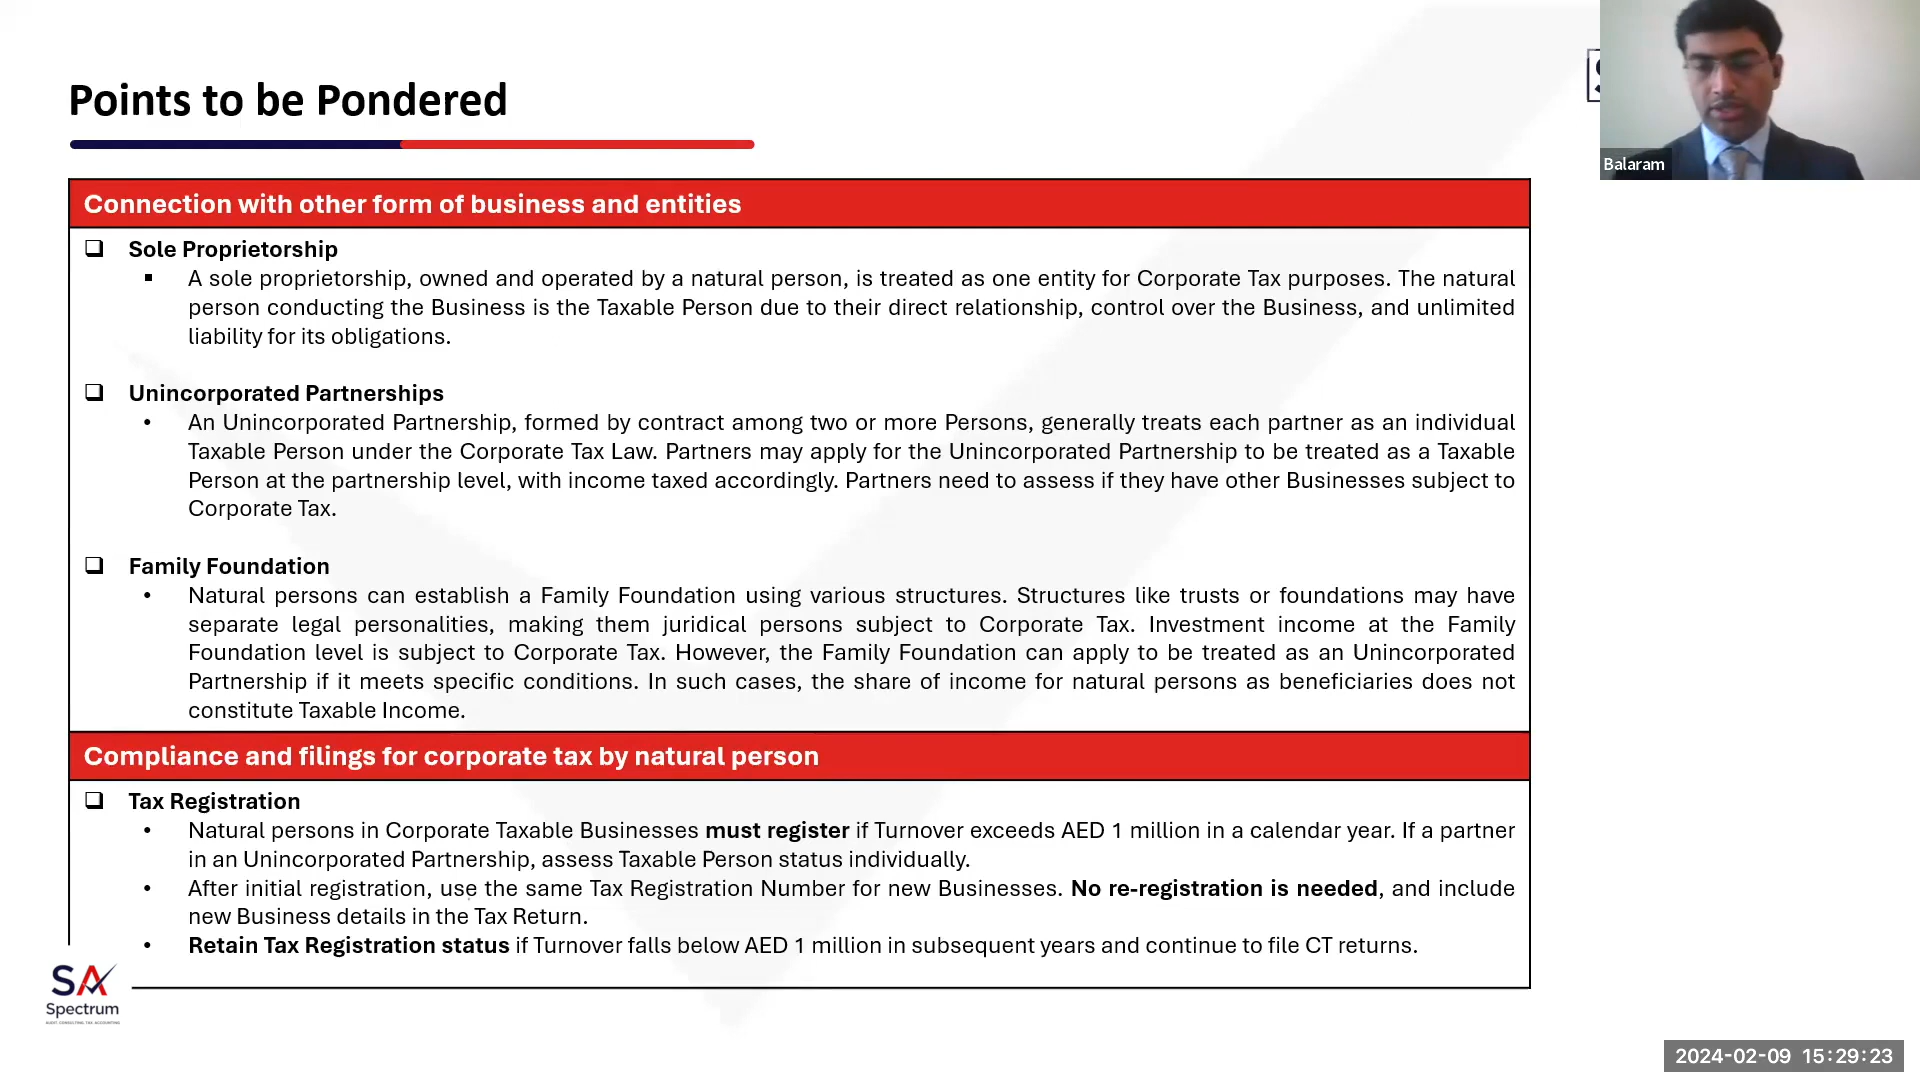 Points to be Pondered
Balaram
Connection with other form of business and entities
❑ Sole Proprietorship
▪ A sole proprietorship, owned and operated by a natural person, is treated as one entity for Corporate Tax purposes. The natural
person conducting the Business is the Taxable Person due to their direct relationship, control over the Business, and unlimited
liability for its obligations.
❑ Unincorporated Partnerships
• An Unincorporated Partnership, formed by contract among two or more Persons, generally treats each partner as an individual
Taxable Person under the Corporate Tax Law. Partners may apply for the Unincorporated Partnership to be treated as a Taxable
Person at the partnership level, with income taxed accordingly. Partners need to assess if they have other Businesses subject to
Corporate Tax.
❑ Family Foundation
• Natural persons can establish a Family Foundation using various structures. Structures like trusts or foundations may have
separate legal personalities, making them juridical persons subject to Corporate Tax. Investment income at the Family
Foundation level is subject to Corporate Tax. However, the Family Foundation can apply to be treated as an Unincorporated
Partnership if it meets specific conditions. In such cases, the share of income for natural persons as beneficiaries does not
constitute Taxable Income.
Compliance and filings for corporate tax by natural person
❑ Tax Registration
• Natural persons in Corporate Taxable Businesses must register if Turnover exceeds AED 1 million in a calendar year. If a partner
in an Unincorporated Partnership, assess Taxable Person status individually.
• After initial registration, use the same Tax Registration Number for new Businesses. No re-registration is needed, and include
new Business details in the Tax Return.
• Retain Tax Registration status if Turnover falls below AED 1 million in subsequent years and continue to file CT returns.
SA
Spectrum
AUDIT. CONSULTING. TAX. ACCOUNTING
2024-02-09 15:29:23